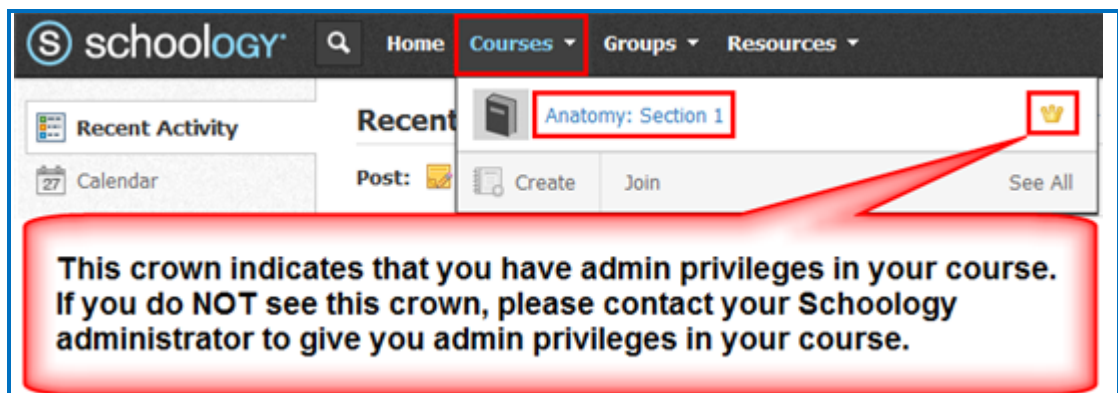 S schoology Home Courses Groups Resources
Recent Activity
Recent
Anatomy: Section 1
27 Calendar
Post:
Create Join See All
This crown indicates that you have admin privileges in your course.
If you do NOT see this crown, please contact your Schoology
administrator to give you admin privileges in your course.